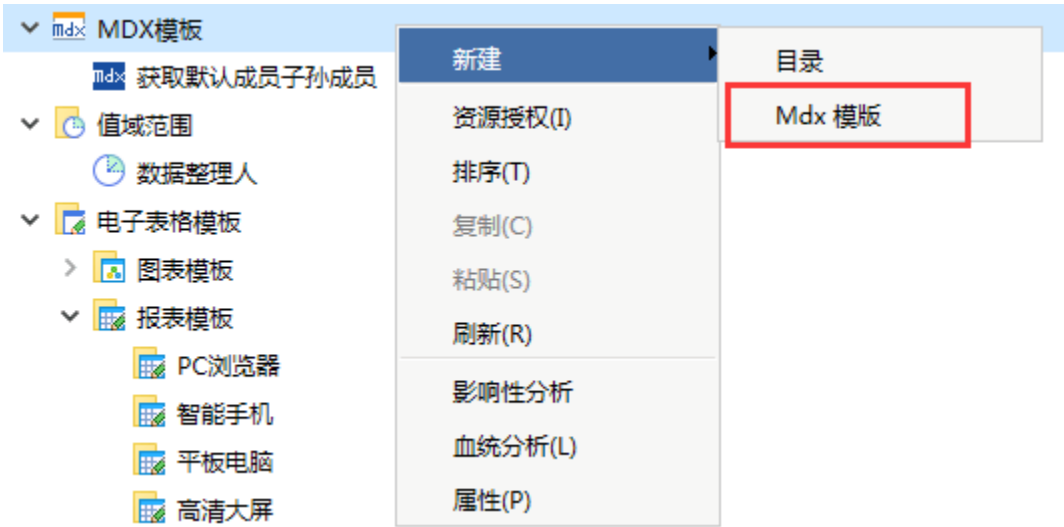 mdx MDX模板
mdx 获取默认成员子孙成员
值域范围
数据整理人
电子表格模板
图表模板
报表模板
PC浏览器
智能手机
平板电脑
高清大屏
新建
资源授权(I)
排序(T)
复制(C)
粘贴(S)
刷新(R)
影响性分析
血统分析(L)
属性(P)
目录
Mdx 模版